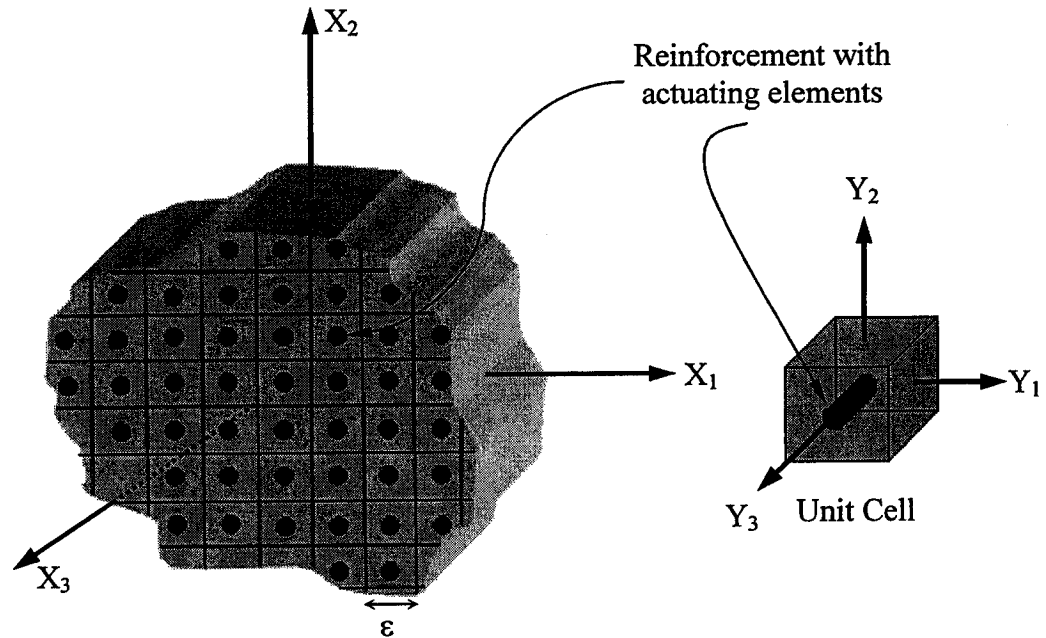 X₂
Reinforcement with
actuating elements
Y₂
X₁
Y₁
Y₃
Unit Cell
X₃
ε